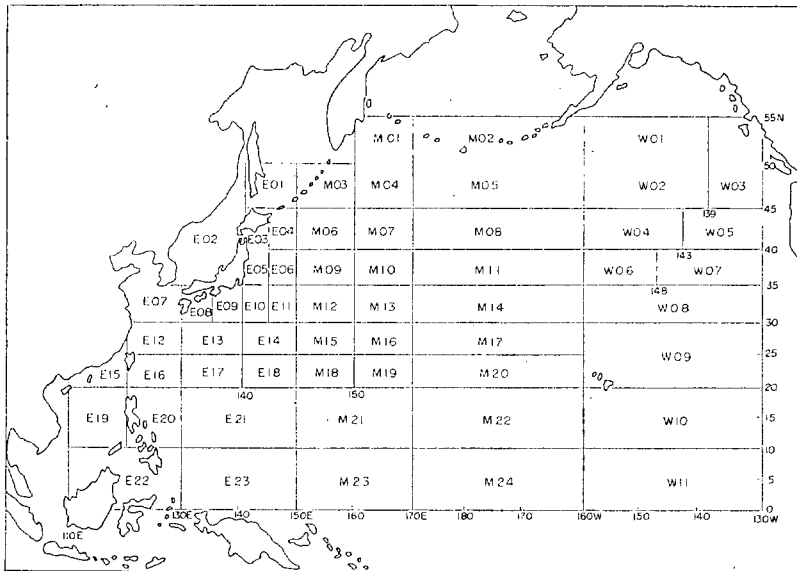 55N
M01 M02 W01
50
E01 M03 M04 M05 W02 W03
45
139
E02 E03 E04 M06 M07 M08 W04 W05
40
143
E05 E06 M09 M10 M11 W06 W07
35
148
E07 E08 E09 E10 E11 M12 M13 M14 W08
30
E12 E13 E14 M15 M16 M17
W09
E15 E16 E17 E18 M18 M19 M20
20
140 150
E19 E20 E21 M21 M22 W10 15
10
E22 E23 M23 M24 W11 5
0
110E 130E 140 150E 160 170E 180 170 160W 150 140 130W